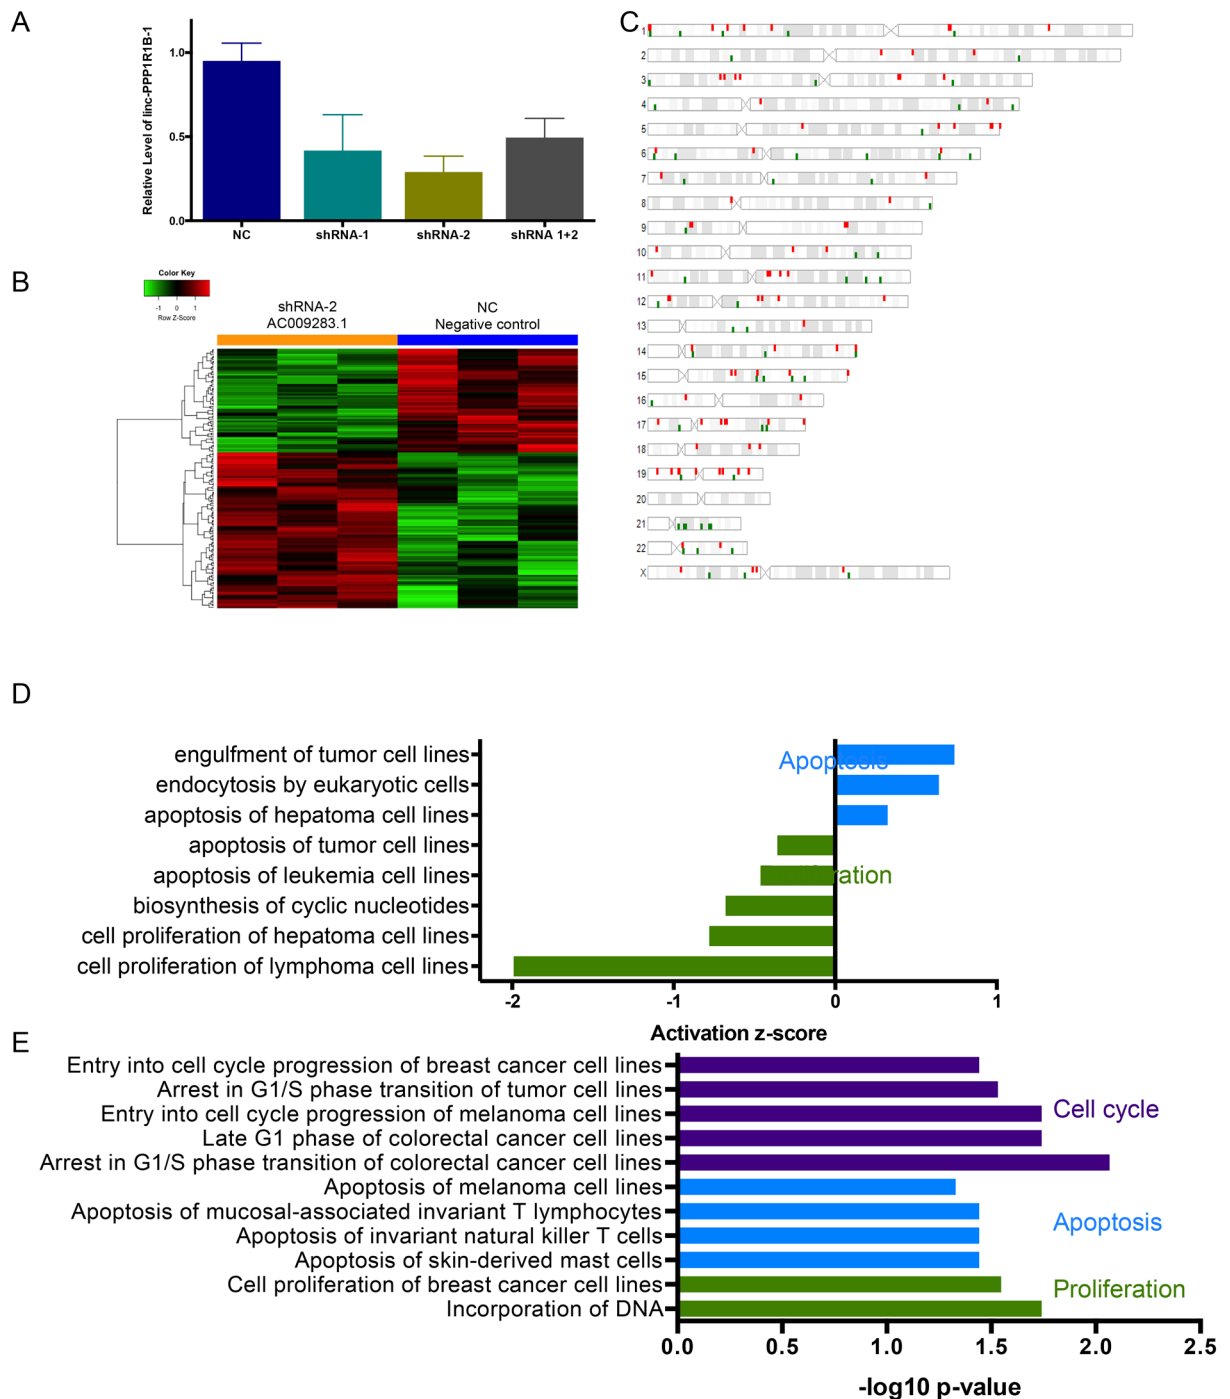 A
Relative Level of linc-PPP1R1B-1
1.0
0.5
0.0
NC
shRNA-1
shRNA-2
shRNA 1+2
B
Color Key
-1
0
1
Row Z-Score
shRNA-2
AC009283.1
NC
Negative control
C
1
2
3
4
5
6
7
8
9
10
11
12
13
14
15
16
17
18
19
20
21
22
X
D
engulfment of tumor cell lines
endocytosis by eukaryotic cells
apoptosis of hepatoma cell lines
apoptosis of tumor cell lines
apoptosis of leukemia cell lines
biosynthesis of cyclic nucleotides
cell proliferation of hepatoma cell lines
cell proliferation of lymphoma cell lines
Apoptosis
-2
-1
0
1
Activation z-score
E
Entry into cell cycle progression of breast cancer cell lines
Arrest in G1/S phase transition of tumor cell lines
Entry into cell cycle progression of melanoma cell lines
Late G1 phase of colorectal cancer cell lines
Arrest in G1/S phase transition of colorectal cancer cell lines
Apoptosis of melanoma cell lines
Apoptosis of mucosal-associated invariant T lymphocytes
Apoptosis of invariant natural killer T cells
Apoptosis of skin-derived mast cells
Cell proliferation of breast cancer cell lines
Incorporation of DNA
Cell cycle
Apoptosis
Proliferation
0.0
0.5
1.0
1.5
2.0
2.5
-log10 p-value